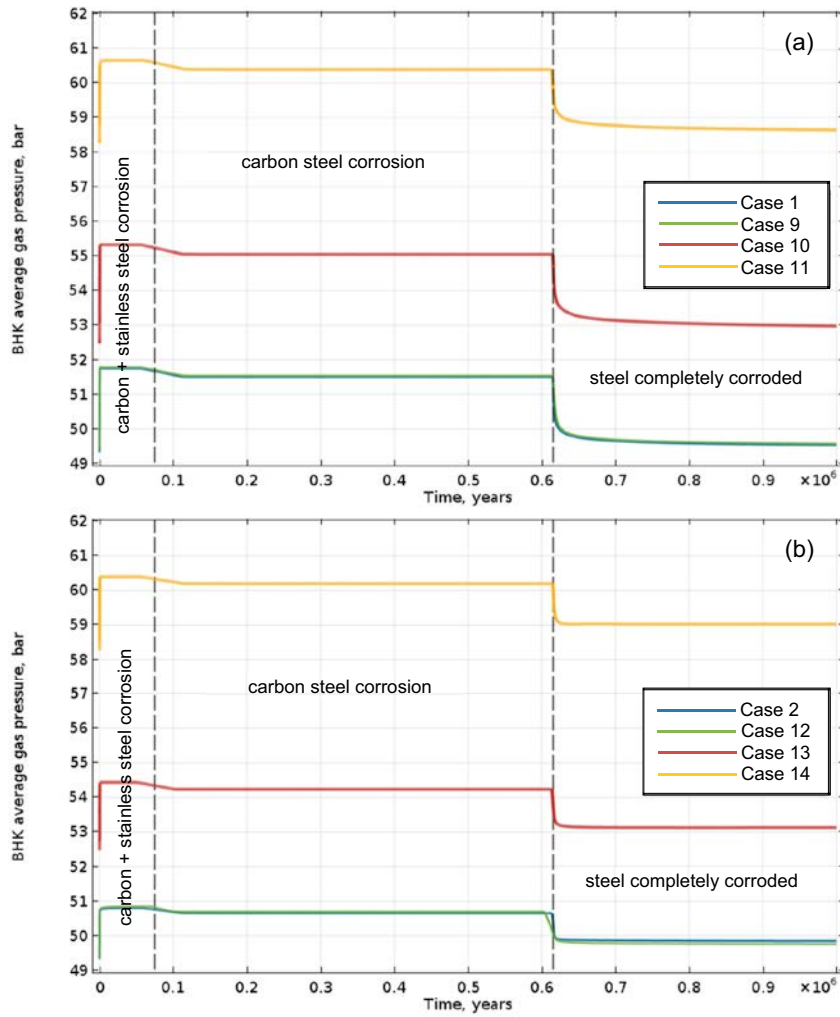 62
61
60
59
58
57
56
55
54
53
52
51
50
49
BHK average gas pressure, bar
(a)
carbon steel corrosion
carbon + stainless steel corrosion
Case 1
Case 9
Case 10
Case 11
steel completely corroded
0 0.1 0.2 0.3 0.4 0.5 0.6 0.7 0.8 0.9 ×10⁶
Time, years
62
61
60
59
58
57
56
55
54
53
52
51
50
49
BHK average gas pressure, bar
(b)
carbon steel corrosion
carbon + stainless steel corrosion
Case 2
Case 12
Case 13
Case 14
steel completely corroded
0 0.1 0.2 0.3 0.4 0.5 0.6 0.7 0.8 0.9 ×10⁶
Time, years